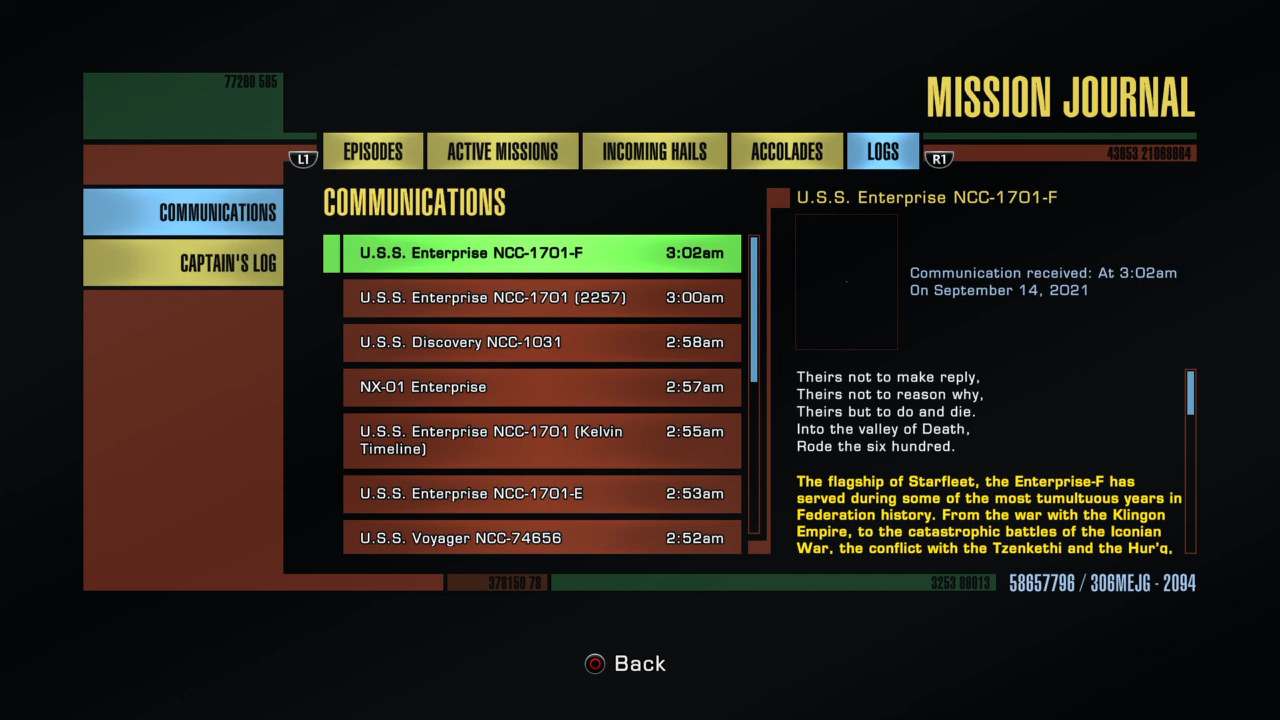 77280 585
MISSION JOURNAL
L1
EPISODES
ACTIVE MISSIONS
INCOMING HAILS
ACCOLADES
LOGS
R1
43653 21068684
COMMUNICATIONS
CAPTAIN'S LOG
COMMUNICATIONS
U.S.S. Enterprise NCC-1701-F 3:02am
U.S.S. Enterprise NCC-1701 (2257) 3:00am
U.S.S. Discovery NCC-1031 2:58am
NX-01 Enterprise 2:57am
U.S.S. Enterprise NCC-1701 (Kelvin 2:55am
Timeline)
U.S.S. Enterprise NCC-1701-E 2:53am
U.S.S. Voyager NCC-74656 2:52am
U.S.S. Enterprise NCC-1701-F
Communication received: At 3:02am
On September 14, 2021
Theirs not to make reply,
Theirs not to reason why,
Theirs but to do and die.
Into the valley of Death,
Rode the six hundred.
The flagship of Starfleet, the Enterprise-F has
served during some of the most tumultuous years in
Federation history. From the war with the Klingon
Empire, to the catastrophic battles of the Iconian
War, the conflict with the Tzenkethi and the Hur'q,
378150 78
3253 86013
58657796 / 306MEJG - 2094
Back